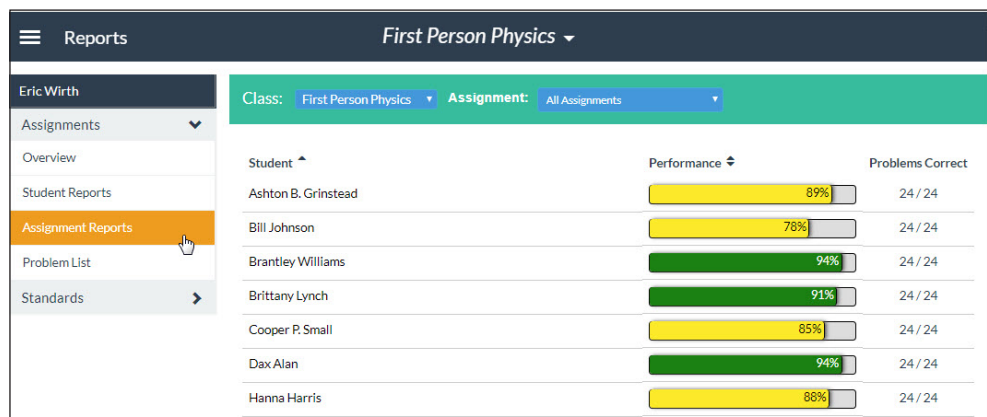 Reports
First Person Physics
Eric Wirth
Assignments
Overview
Student Reports
Assignment Reports
Problem List
Standards
Class: First Person Physics Assignment: All Assignments
Student Performance Problems Correct
Ashton B. Grinstead 89% 24 / 24
Bill Johnson 78% 24 / 24
Brantley Williams 94% 24 / 24
Brittany Lynch 91% 24 / 24
Cooper P. Small 85% 24 / 24
Dax Alan 94% 24 / 24
Hanna Harris 88% 24 / 24